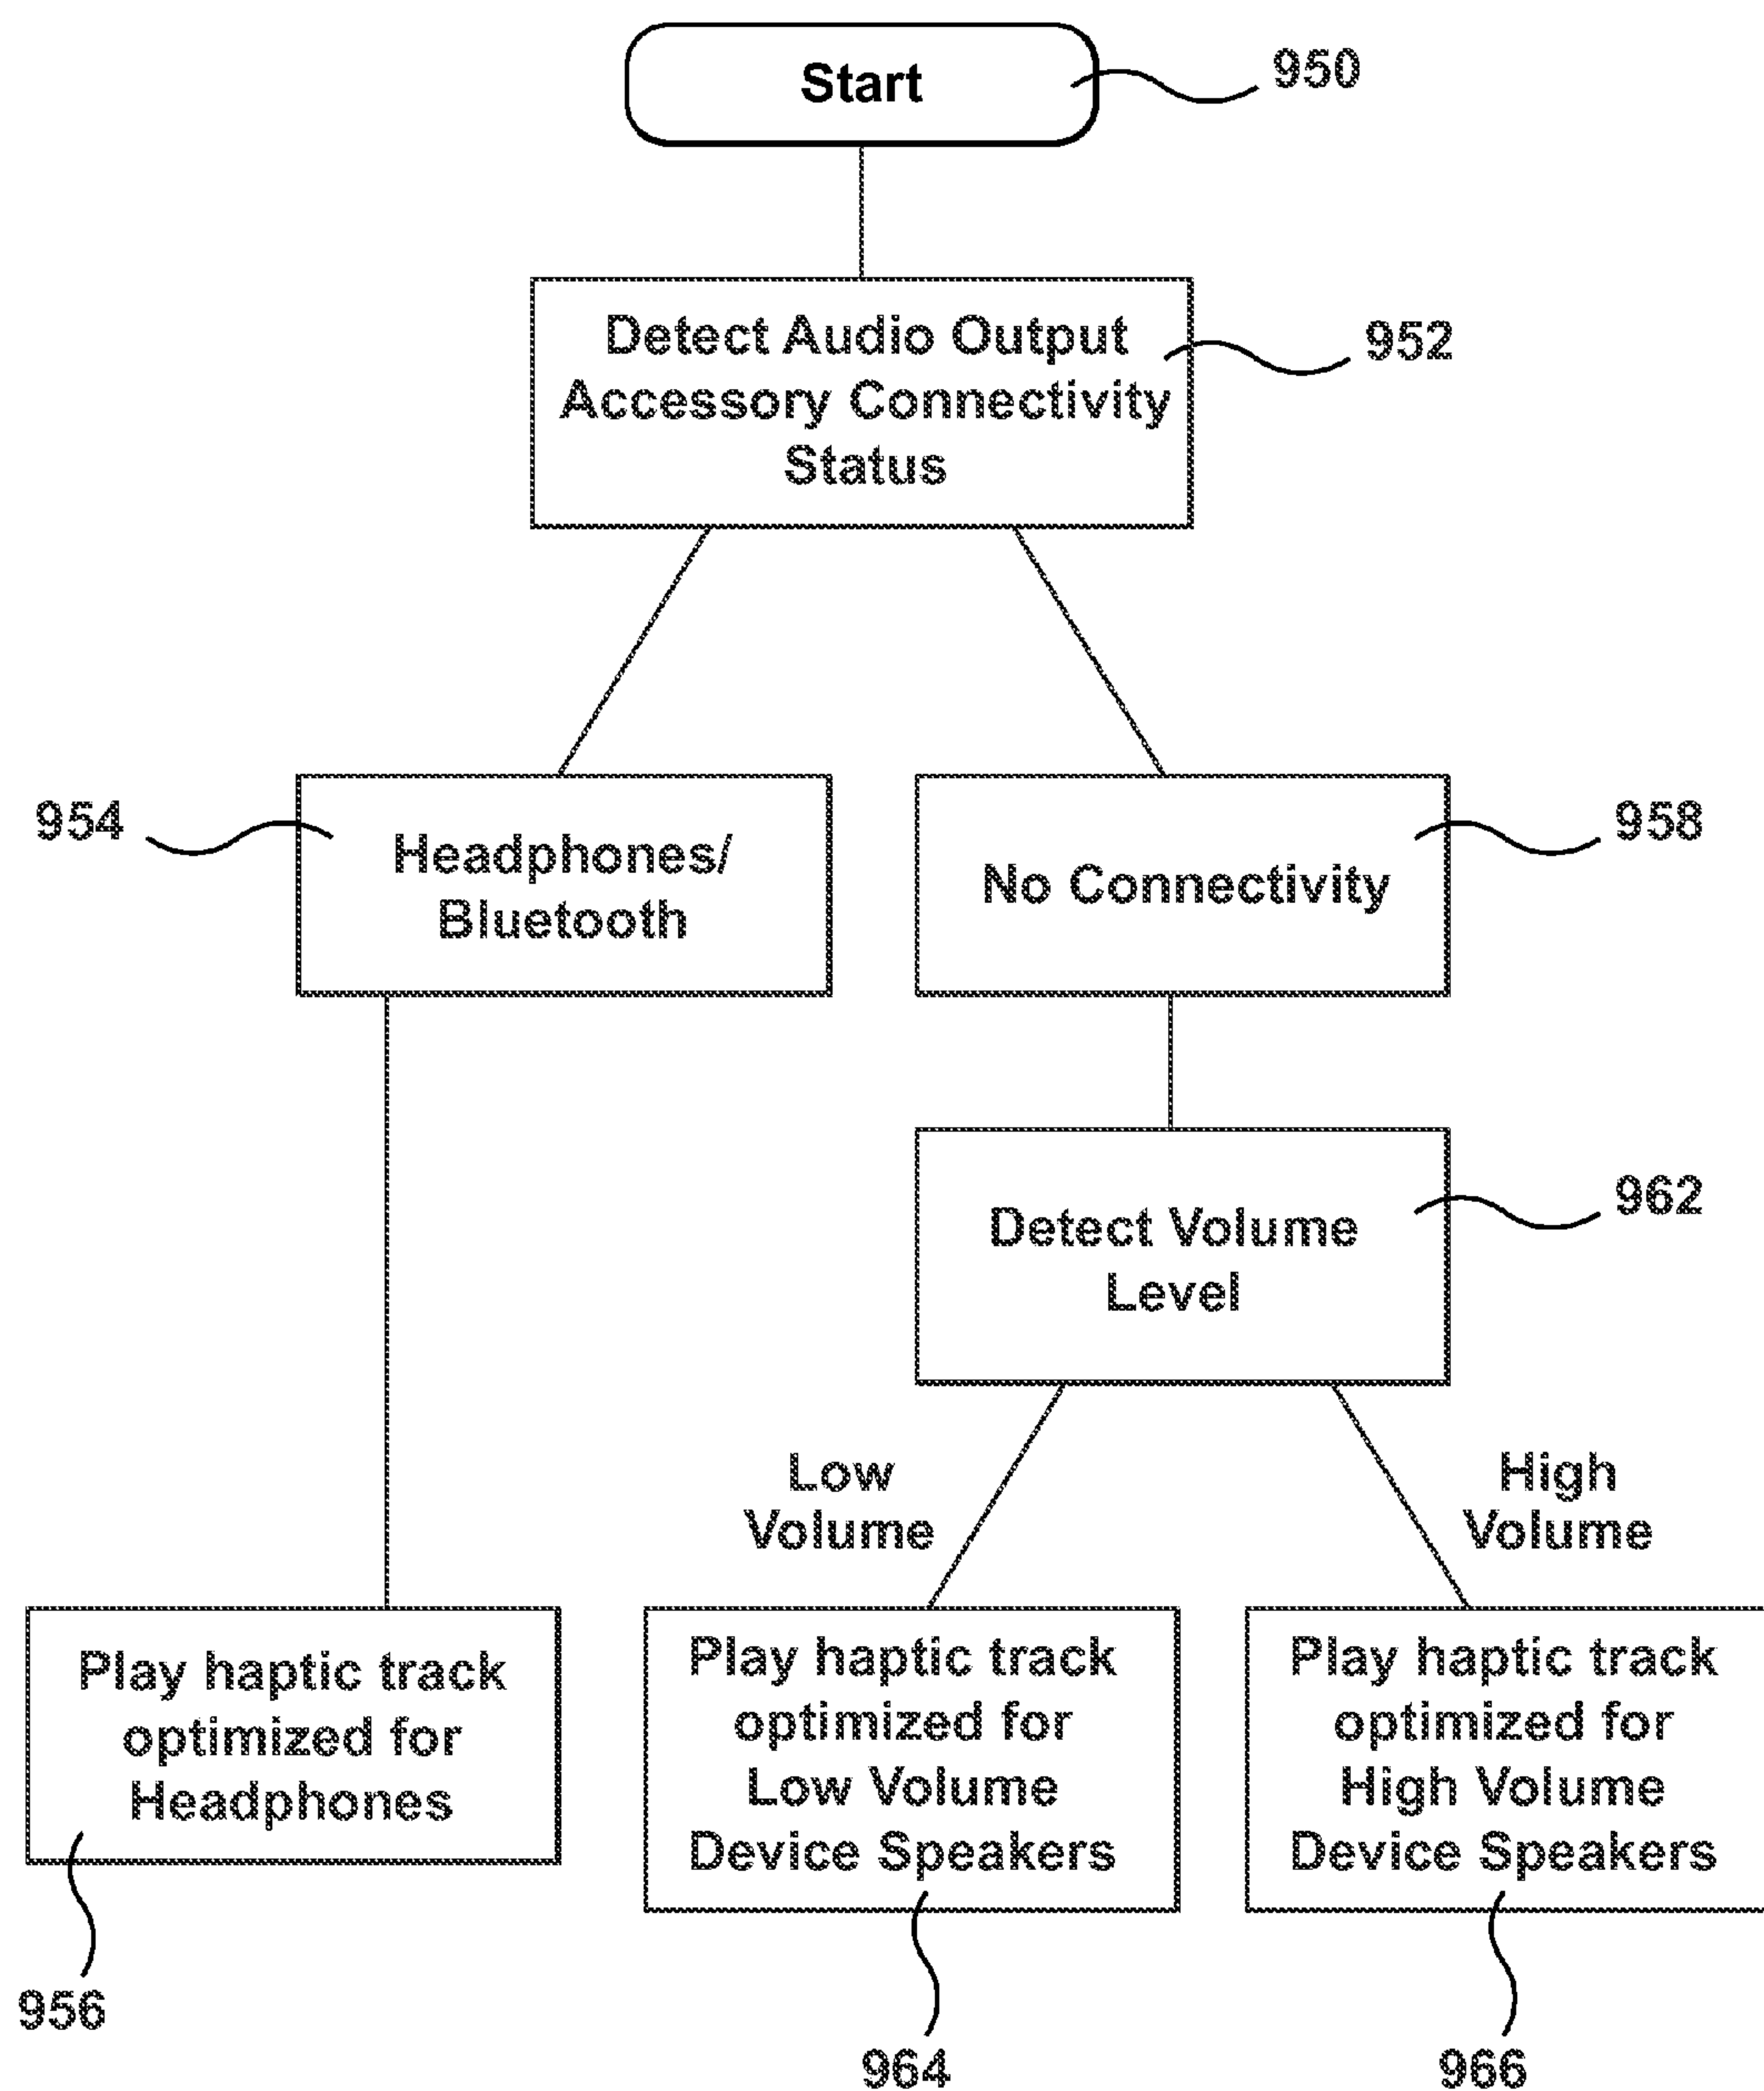 Start
950
Detect Audio Output
Accessory Connectivity
Status
952
954
Headphones/
Bluetooth
No Connectivity
958
Detect Volume
Level
962
Low
Volume
High
Volume
Play haptic track
optimized for
Headphones
Play haptic track
optimized for
Low Volume
Device Speakers
Play haptic track
optimized for
High Volume
Device Speakers
956
964
966